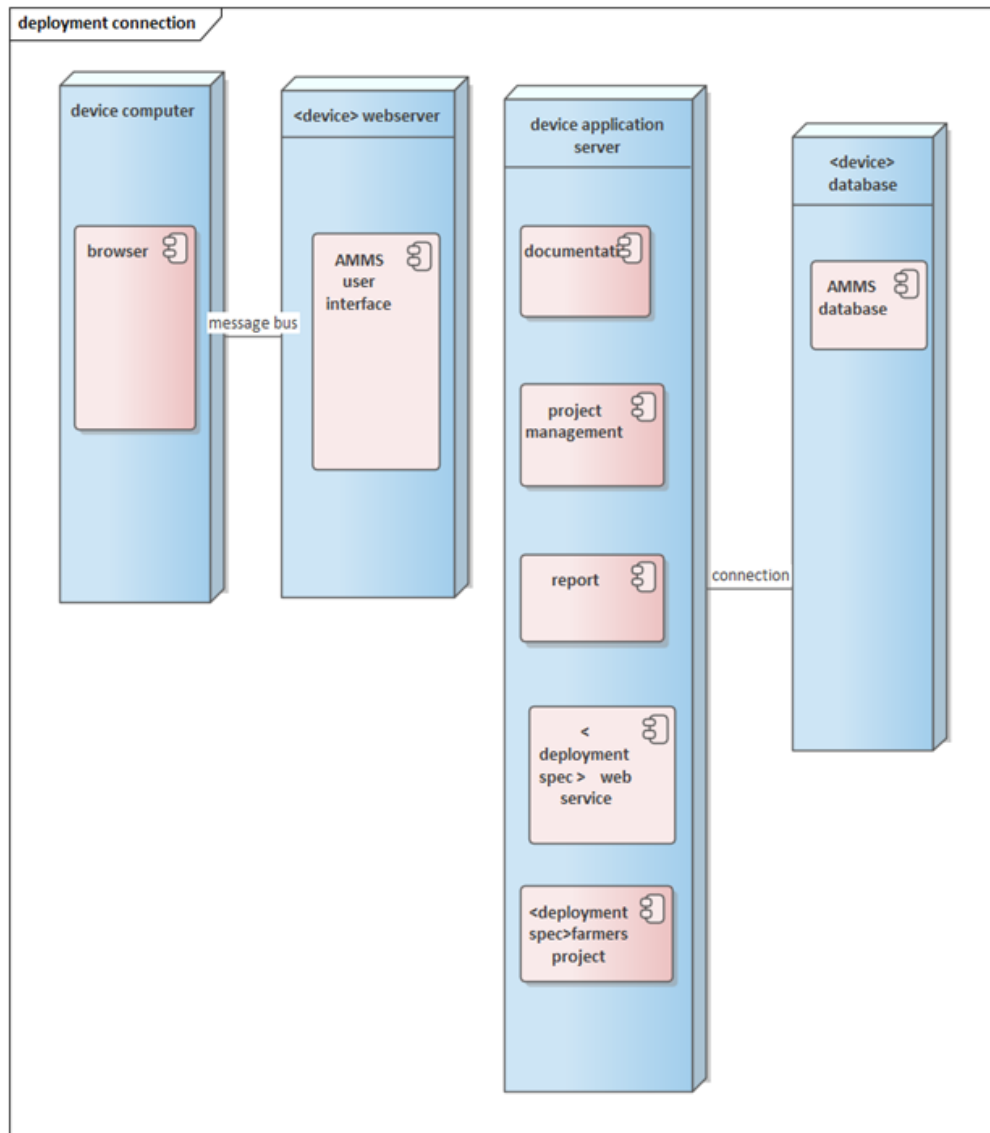 deployment connection
device computer
browser
message bus
<device> webserver
AMMS
user
interface
device application
server
documentati
project
management
report
<
deployment
spec > web
service
<deployment
spec>farmers
project
connection
<device>
database
AMMS
database